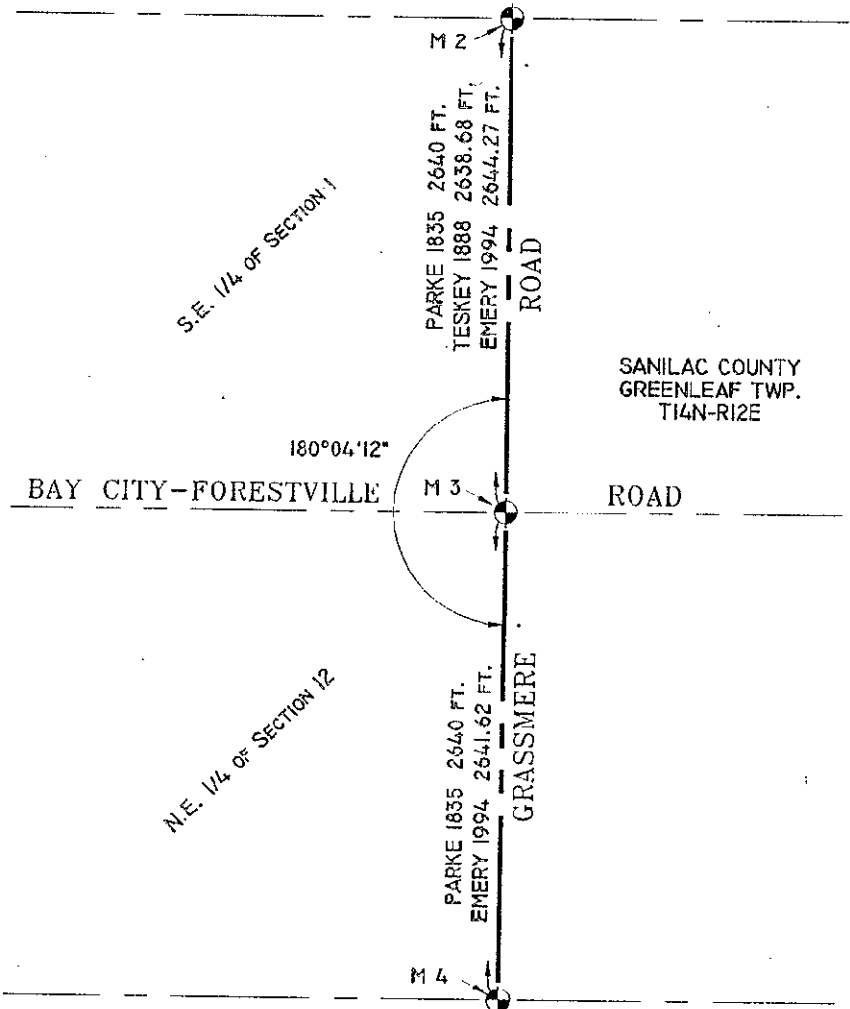 M 2
PARKE 1835 2640 FT.
TESKEY 1888 2638.68 FT.
EMERY 1994 2644.27 FT.
ROAD
S.E. 1/4 OF SECTION 1
SANILAC COUNTY
GREENLEAF TWP.
T14N-R12E
180°04'12"
BAY CITY-FORESTVILLE
M 3
ROAD
N.E. 1/4 OF SECTION 12
PARKE 1835 2640 FT.
EMERY 1994 2641.62 FT.
GRASSMERE
M 4